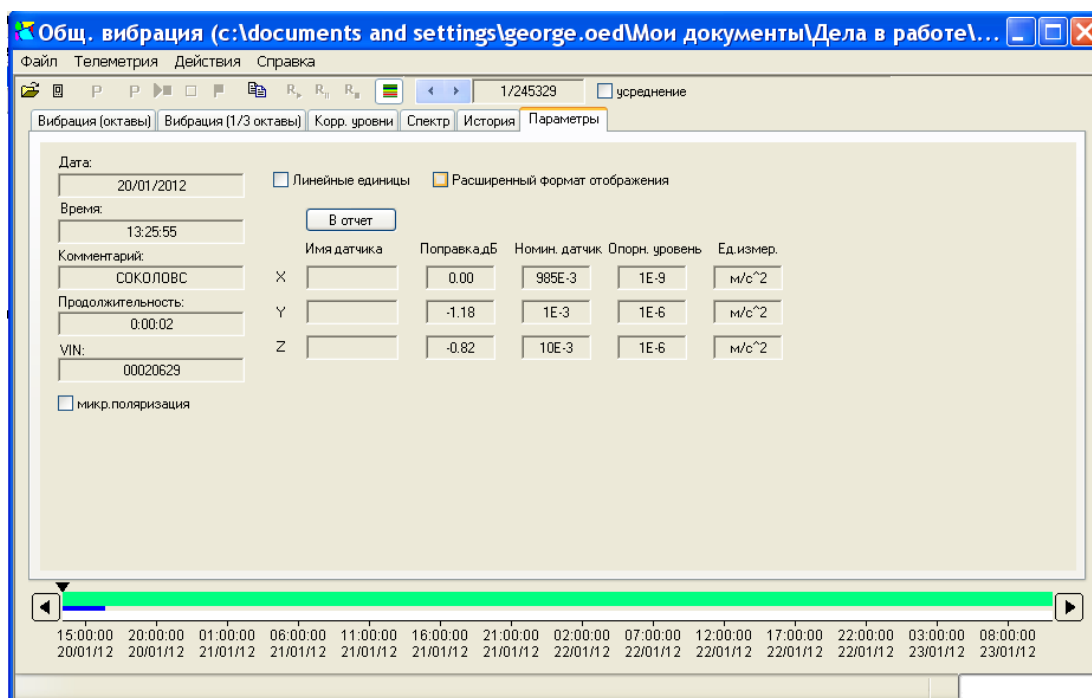 Общ. вибрация (c:\documents and settings\george.oed\Мои документы\Дела в работе\...
Файл Телеметрия Действия Справка
P P R R R 1/245329 усреднение
Вибрация (октавы) Вибрация (1/3 октавы) Корр. уровни Спектр История Параметры
Дата:
20/01/2012
Линейные единицы Расширенный формат отображения
Время:
13:25:55
В отчет
Комментарий:
СОКОЛОВС
Продолжительность:
0:00:02
VIN:
00020629
микр.поляризация
Имя датчика Поправка,дБ Номин. датчик Опорн. уровень Ед.измер.
X 0.00 985E-3 1E-9 м/с^2
Y -1.18 1E-3 1E-6 м/с^2
Z -0.82 10E-3 1E-6 м/с^2
15:00:00 20:00:00 01:00:00 06:00:00 11:00:00 16:00:00 21:00:00 02:00:00 07:00:00 12:00:00 17:00:00 22:00:00 03:00:00 08:00:00
20/01/12 20/01/12 21/01/12 21/01/12 21/01/12 21/01/12 21/01/12 22/01/12 22/01/12 22/01/12 22/01/12 22/01/12 23/01/12 23/01/12